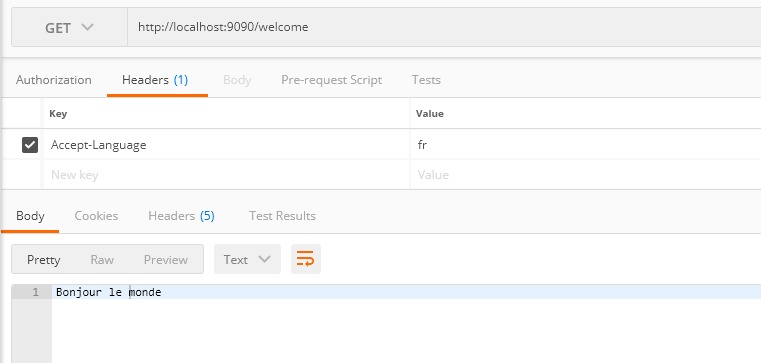 GET http://localhost:9090/welcome
Authorization Headers (1) Body Pre-request Script Tests
Key Value
Accept-Language fr
New key Value
Body Cookies Headers (5) Test Results
Pretty Raw Preview Text
1 Bonjour le monde